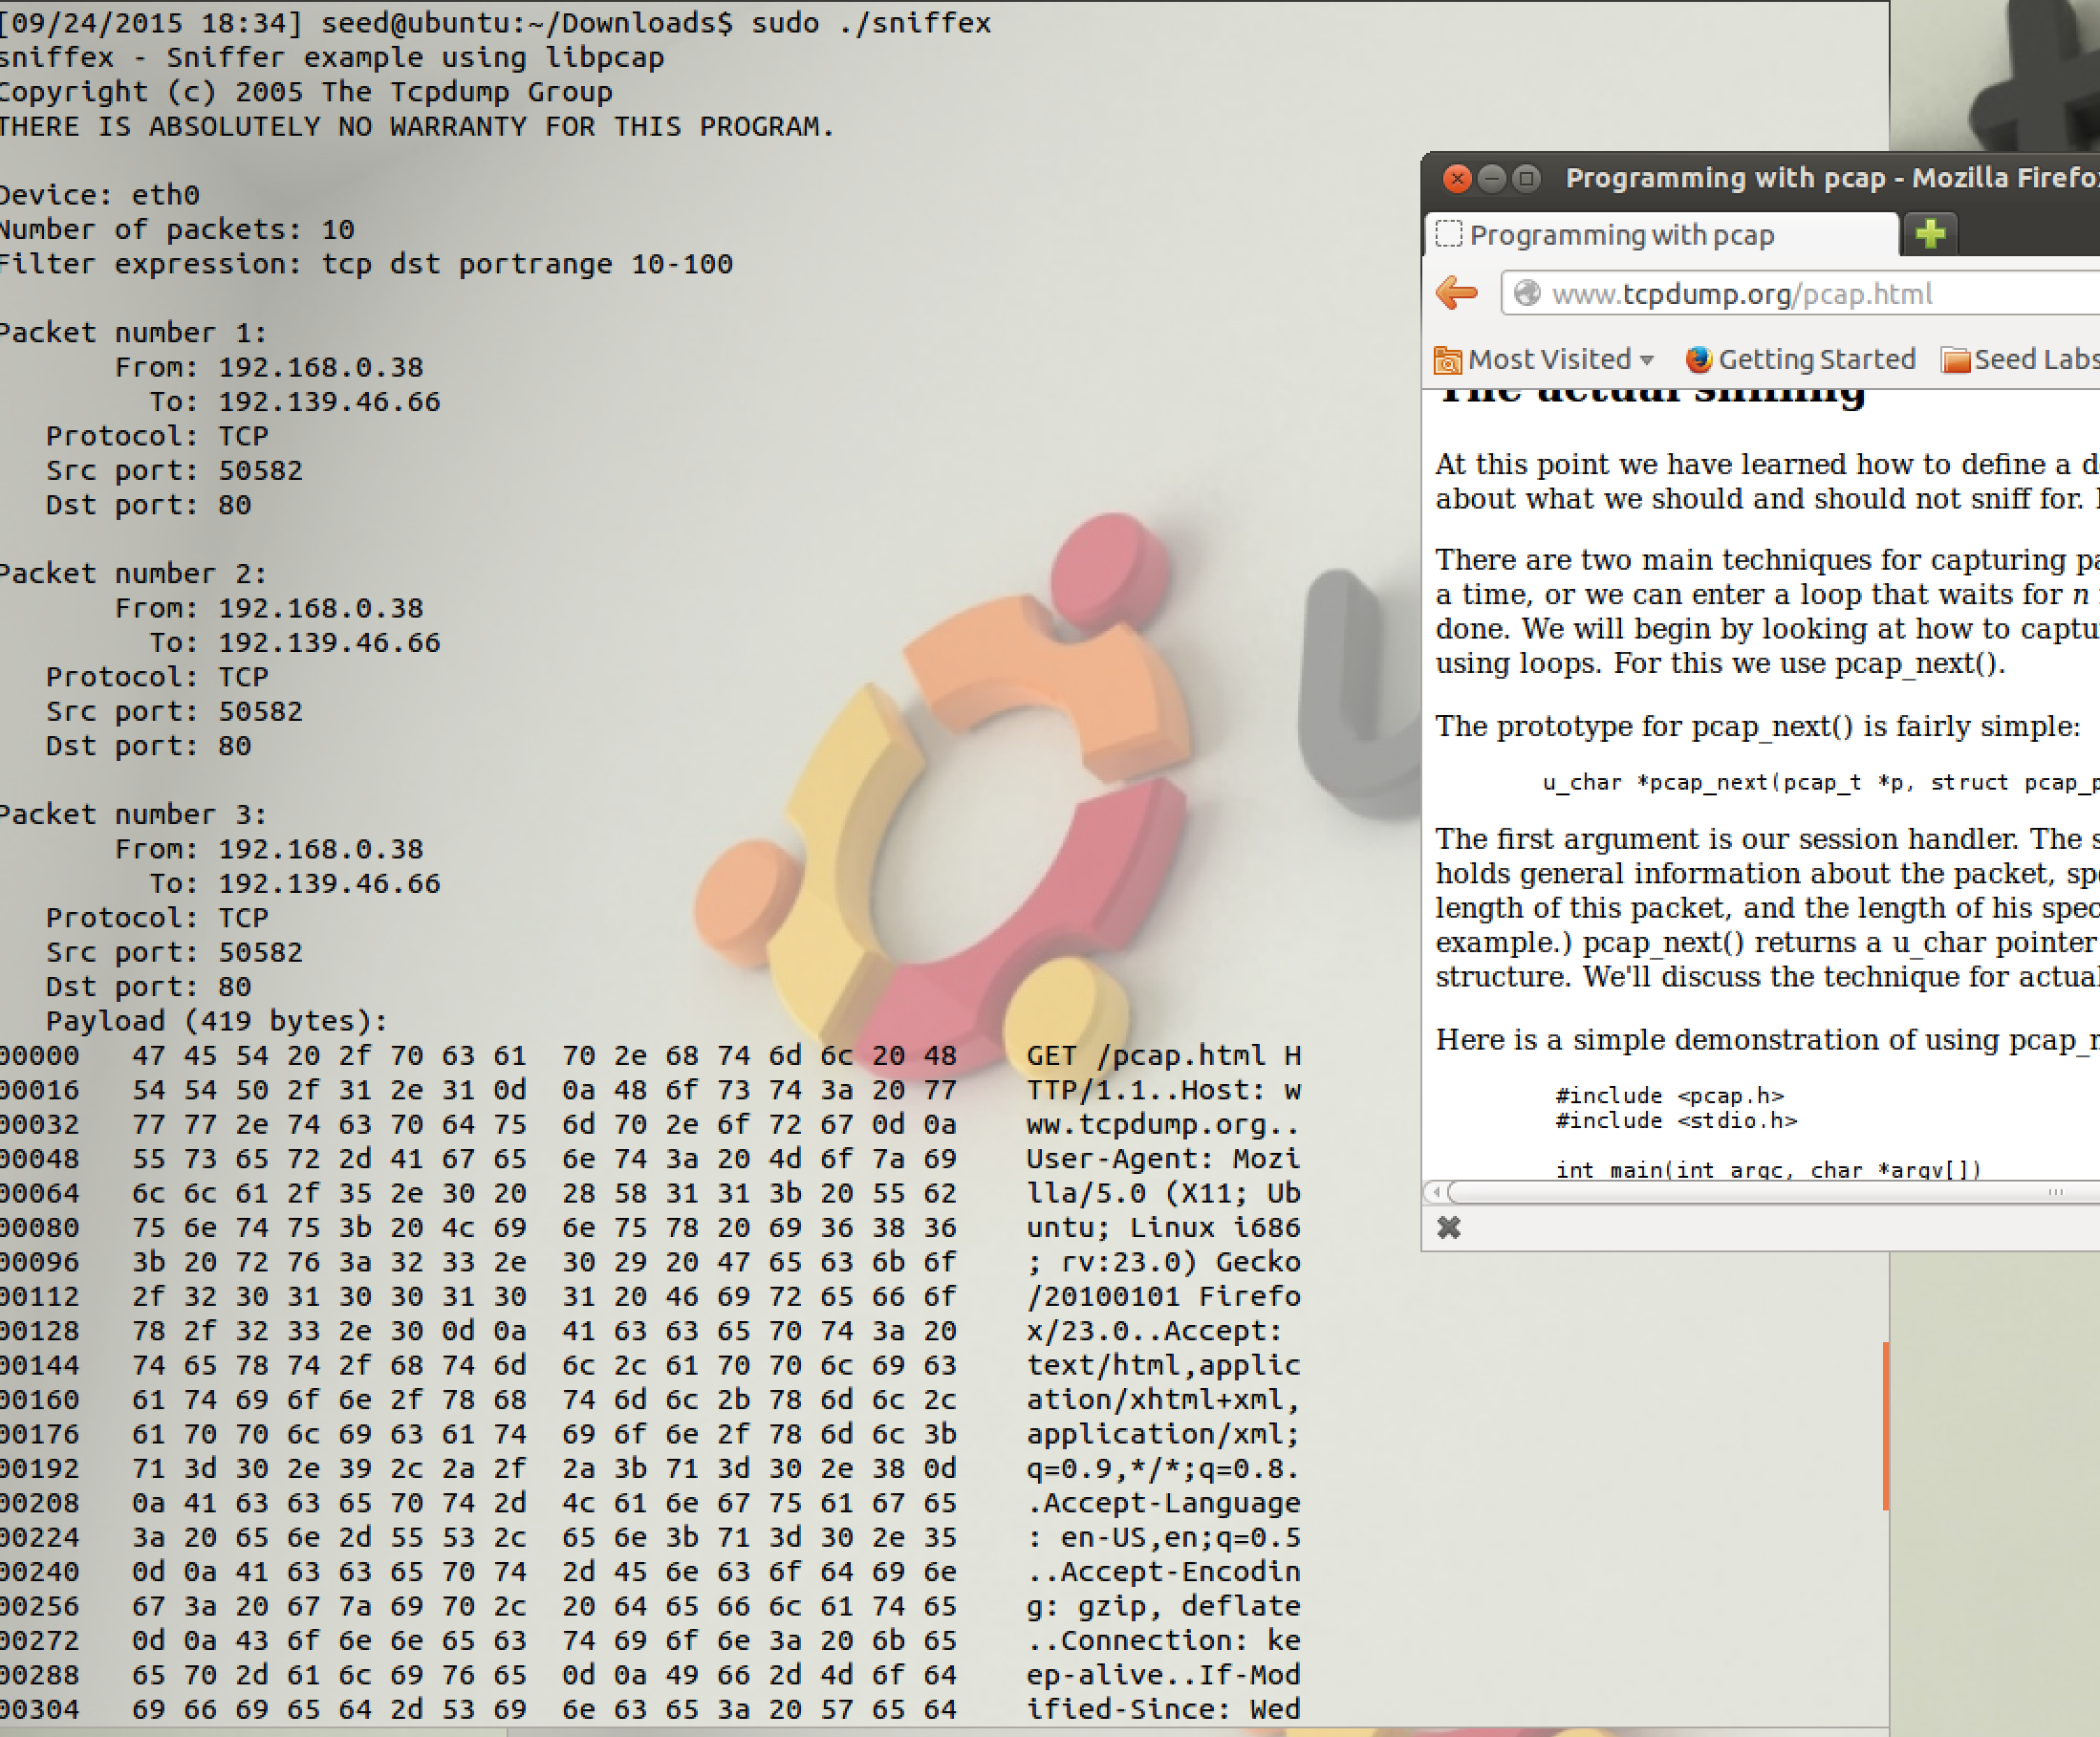 [09/24/2015 18:34] seed@ubuntu:~/Downloads$ sudo ./sniffex
sniffex - Sniffer example using libpcap
Copyright (c) 2005 The Tcpdump Group
THERE IS ABSOLUTELY NO WARRANTY FOR THIS PROGRAM.
Device: eth0
Number of packets: 10
Filter expression: tcp dst portrange 10-100
Packet number 1:
From: 192.168.0.38
To: 192.139.46.66
Protocol: TCP
Src port: 50582
Dst port: 80
Packet number 2:
From: 192.168.0.38
To: 192.139.46.66
Protocol: TCP
Src port: 50582
Dst port: 80
Packet number 3:
From: 192.168.0.38
To: 192.139.46.66
Protocol: TCP
Src port: 50582
Dst port: 80
Payload (419 bytes):
00000 47 45 54 20 2f 70 63 61 70 2e 68 74 6d 6c 20 48 GET /pcap.html H
00016 54 54 50 2f 31 2e 31 0d 0a 48 6f 73 74 3a 20 77 TTP/1.1..Host: w
00032 77 77 2e 74 63 70 64 75 6d 70 2e 6f 72 67 0d 0a ww.tcpdump.org..
00048 55 73 65 72 2d 41 67 65 6e 74 3a 20 4d 6f 7a 69 User-Agent: Mozi
00064 6c 6c 61 2f 35 2e 30 20 28 58 31 31 3b 20 55 62 lla/5.0 (X11; Ub
00080 75 6e 74 75 3b 20 4c 69 6e 75 78 20 69 36 38 36 untu; Linux i686
00096 3b 20 72 76 3a 32 33 2e 30 29 20 47 65 63 6b 6f ; rv:23.0) Gecko
00112 2f 32 30 31 30 30 31 30 31 20 46 69 72 65 66 6f /20100101 Firefo
00128 78 2f 32 33 2e 30 0d 0a 41 63 63 65 70 74 3a 20 x/23.0..Accept:
00144 74 65 78 74 2f 68 74 6d 6c 2c 61 70 70 6c 69 63 text/html,applic
00160 61 74 69 6f 6e 2f 78 68 74 6d 6c 2b 78 6d 6c 2c ation/xhtml+xml,
00176 61 70 70 6c 69 63 61 74 69 6f 6e 2f 78 6d 6c 3b application/xml;
00192 71 3d 30 2e 39 2c 2a 2f 2a 3b 71 3d 30 2e 38 0d q=0.9,*/*;q=0.8.
00208 0a 41 63 63 65 70 74 2d 4c 61 6e 67 75 61 67 65 .Accept-Language
00224 3a 20 65 6e 2d 55 53 2c 65 6e 3b 71 3d 30 2e 35 : en-US,en;q=0.5
00240 0d 0a 41 63 63 65 70 74 2d 45 6e 63 6f 64 69 6e ..Accept-Encodin
00256 67 3a 20 67 7a 69 70 2c 20 64 65 66 6c 61 74 65 g: gzip, deflate
00272 0d 0a 43 6f 6e 6e 65 63 74 69 6f 6e 3a 20 6b 65 ..Connection: ke
00288 65 70 2d 61 6c 69 76 65 0d 0a 49 66 2d 4d 6f 64 ep-alive..If-Mod
00304 69 66 69 65 64 2d 53 69 6e 63 65 3a 20 57 65 64 ified-Since: Wed
Programming with pcap - Mozilla Firefox
Programming with pcap
www.tcpdump.org/pcap.html
Most Visited Getting Started Seed Labs
The actual sniffing
At this point we have learned how to define a d
about what we should and should not sniff for.
There are two main techniques for capturing pa
a time, or we can enter a loop that waits for n
done. We will begin by looking at how to captu
using loops. For this we use pcap_next().
The prototype for pcap_next() is fairly simple:
u_char *pcap_next(pcap_t *p, struct pcap_p
The first argument is our session handler. The s
holds general information about the packet, spe
length of this packet, and the length of his spec
example.) pcap_next() returns a u_char pointer
structure. We'll discuss the technique for actual
Here is a simple demonstration of using pcap_n
#include <pcap.h>
#include <stdio.h>
int main(int argc, char *argv[])